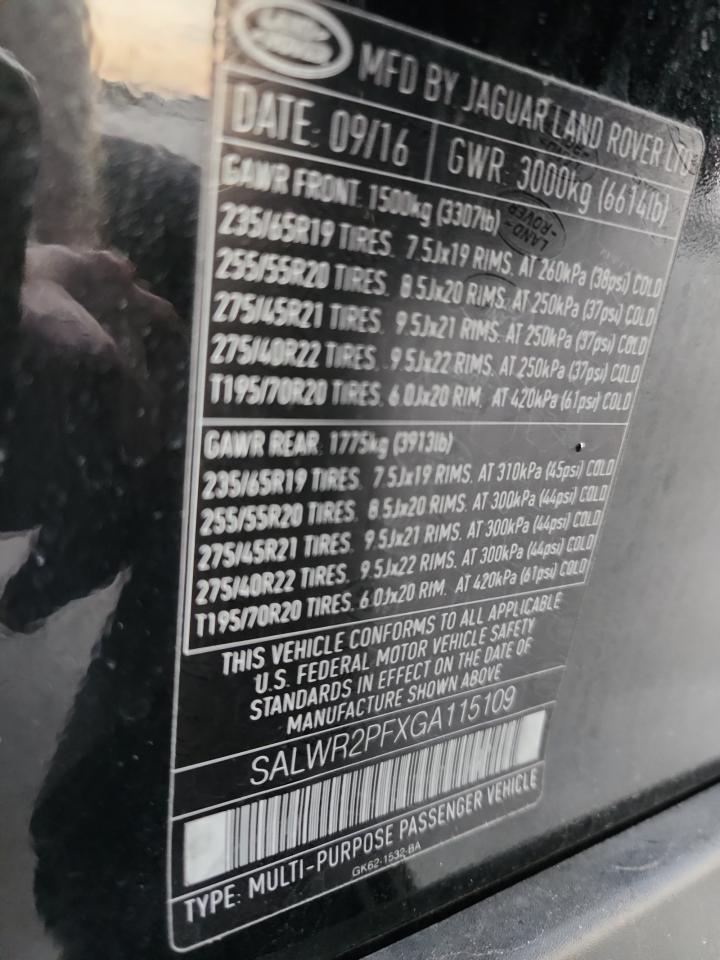 LAND-
-ROVER
MFD BY JAGUAR LAND ROVER LTD
DATE: 09/16 GWR: 3000kg (6614lb)
GAWR FRONT: 1500kg (3307lb)
235/65R19 TIRES. 7.5Jx19 RIMS. AT 260kPa (38psi) COLD
255/55R20 TIRES. 8.5Jx20 RIMS. AT 250kPa (37psi) COLD
275/45R21 TIRES. 9.5Jx21 RIMS. AT 250kPa (37psi) COLD
275/40R22 TIRES. 9.5Jx22 RIMS. AT 250kPa (37psi) COLD
T195/70R20 TIRES. 6.0Jx20 RIM. AT 420kPa (61psi) COLD
LAND-
-ROVER
GAWR REAR: 1775kg (3913lb)
235/65R19 TIRES. 7.5Jx19 RIMS. AT 310kPa (45psi) COLD
255/55R20 TIRES. 8.5Jx20 RIMS. AT 300kPa (44psi) COLD
275/45R21 TIRES. 9.5Jx21 RIMS. AT 300kPa (44psi) COLD
275/40R22 TIRES. 9.5Jx22 RIMS. AT 300kPa (44psi) COLD
T195/70R20 TIRES. 6.0Jx20 RIM. AT 420kPa (61psi) COLD
THIS VEHICLE CONFORMS TO ALL APPLICABLE
U.S. FEDERAL MOTOR VEHICLE SAFETY
STANDARDS IN EFFECT ON THE DATE OF
MANUFACTURE SHOWN ABOVE
SALWR2PFXGA115109
TYPE: MULTI-PURPOSE PASSENGER VEHICLE
GK62-1532-BA